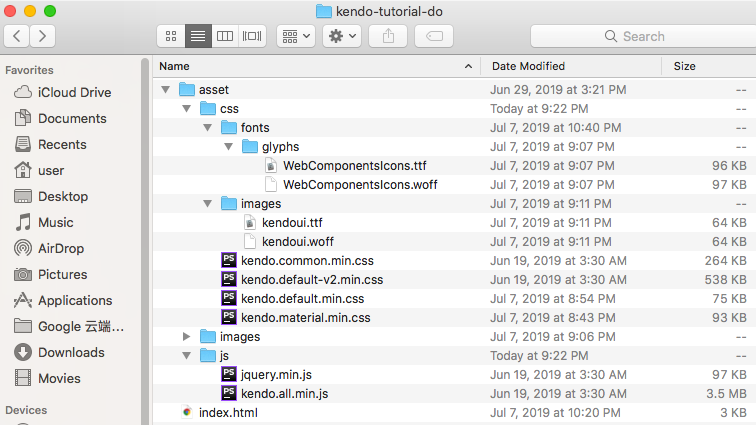 kendo-tutorial-do
Search
Favorites
iCloud Drive
Documents
Recents
user
Desktop
Music
AirDrop
Pictures
Applications
Google 云端...
Downloads
Movies
Devices
Name Date Modified Size
asset Jun 29, 2019 at 3:21 PM --
css Today at 9:22 PM --
fonts Jul 7, 2019 at 10:40 PM --
glyphs Jul 7, 2019 at 9:07 PM --
WebComponentsIcons.ttf Jul 7, 2019 at 9:07 PM 96 KB
WebComponentsIcons.woff Jul 7, 2019 at 9:07 PM 97 KB
images Jul 7, 2019 at 9:11 PM --
kendoui.ttf Jul 7, 2019 at 9:11 PM 64 KB
kendoui.woff Jul 7, 2019 at 9:11 PM 64 KB
PS kendo.common.min.css Jun 19, 2019 at 3:30 AM 264 KB
PS kendo.default-v2.min.css Jun 19, 2019 at 3:30 AM 538 KB
PS kendo.default.min.css Jul 7, 2019 at 8:54 PM 75 KB
PS kendo.material.min.css Jul 7, 2019 at 8:43 PM 93 KB
images Jul 7, 2019 at 9:06 PM --
js Today at 9:22 PM --
PS jquery.min.js Jun 19, 2019 at 3:30 AM 97 KB
PS kendo.all.min.js Jun 19, 2019 at 3:30 AM 3.5 MB
index.html Jul 7, 2019 at 10:20 PM 3 KB